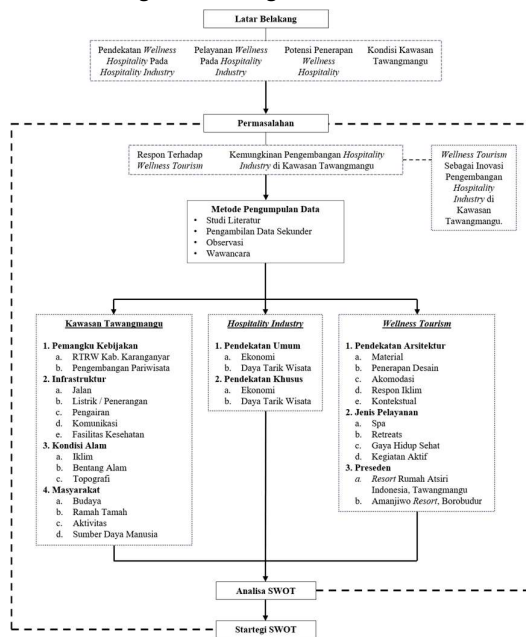 Latar Belakang
Pendekatan Wellness
Hospitality Pada
Hospitality Industry
Pelayanan Wellness
Pada Hospitality
Industry
Potensi Penerapan
Wellness
Hospitality
Kondisi Kawasan
Tawangmangu
Permasalahan
Respon Terhadap
Wellness Tourism
Kemungkinan Pengembangan Hospitality
Industry di Kawasan Tawangmangu
Wellness Tourism
Sebagai Inovasi
Pengembangan
Hospitality
Industry di
Kawasan
Tawangmangu.
Metode Pengumpulan Data
• Studi Literatur
• Pengambilan Data Sekunder
• Observasi
• Wawancara
Kawasan Tawangmangu
1. Pemangku Kebijakan
a. RTRW Kab. Karanganyar
b. Pengembangan Pariwisata
2. Infrastruktur
a. Jalan
b. Listrik / Penerangan
c. Pengairan
d. Komunikasi
e. Fasilitas Kesehatan
3. Kondisi Alam
a. Iklim
b. Bentang Alam
c. Topografi
4. Masyarakat
a. Budaya
b. Ramah Tamah
c. Aktivitas
d. Sumber Daya Manusia
Hospitality Industry
1. Pendekatan Umum
a. Ekonomi
b. Daya Tarik Wisata
2. Pendekatan Khusus
a. Ekonomi
b. Daya Tarik Wisata
Wellness Tourism
1. Pendekatan Arsitektur
a. Material
b. Penerapan Desain
c. Akomodasi
d. Respon Iklim
e. Kontekstual
2. Jenis Pelayanan
a. Spa
b. Retreats
c. Gaya Hidup Sehat
d. Kegiatan Aktif
3. Preseden
a. Resort Rumah Atsiri
Indonesia, Tawangmangu
b. Amanjiwo Resort, Borobudur
Analisa SWOT
Startegi SWOT